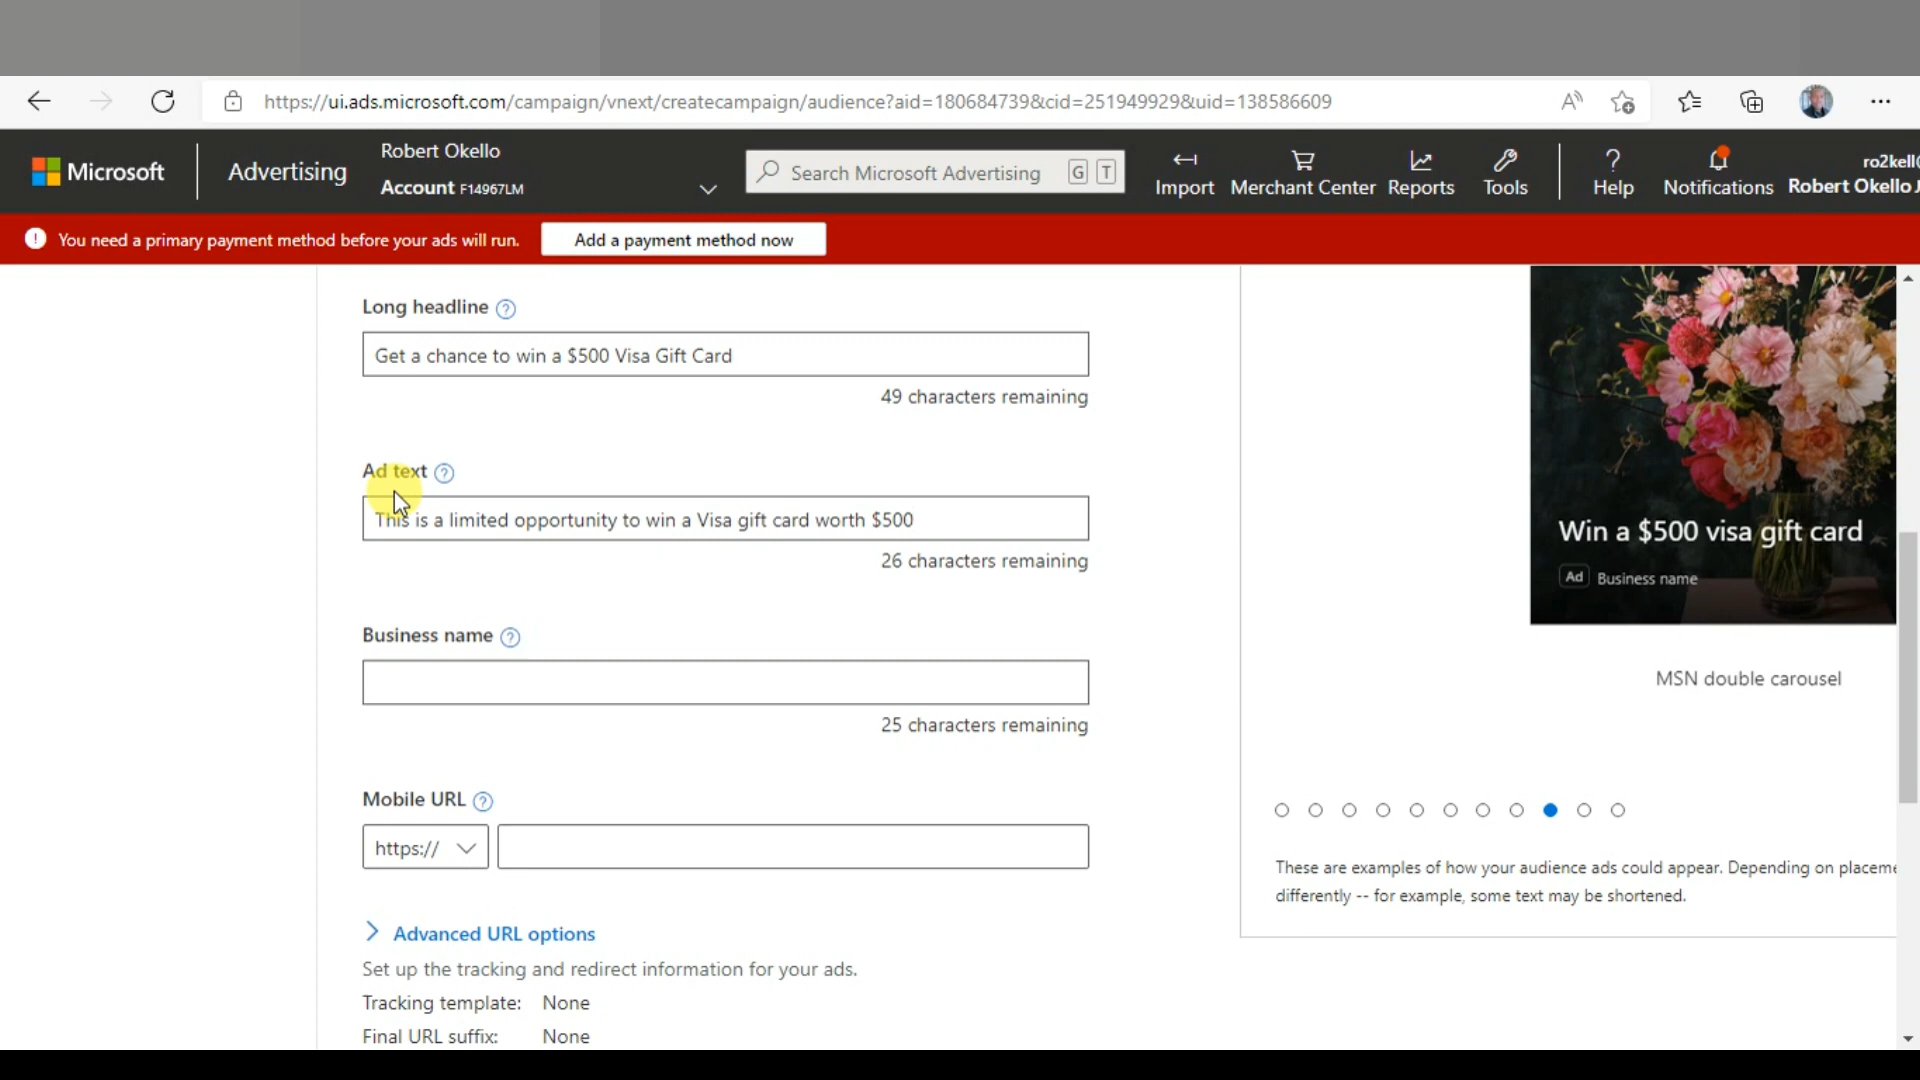 https://ui.ads.microsoft.com/campaign/vnext/createcampaign/audience?aid=180684739&cid=251949929&uid=138586609
Microsoft
Advertising
Robert Okello
Account F14967LM
Search Microsoft Advertising
G T
Import
Merchant Center
Reports
Tools
Help
Notifications
ro2kell
Robert Okello
You need a primary payment method before your ads will run.
Add a payment method now
Long headline
Get a chance to win a $500 Visa Gift Card
49 characters remaining
Ad text
This is a limited opportunity to win a Visa gift card worth $500
26 characters remaining
Business name
25 characters remaining
Mobile URL
https://
Advanced URL options
Set up the tracking and redirect information for your ads.
Tracking template: None
Final URL suffix: None
Win a $500 visa gift card
Ad Business name
MSN double carousel
These are examples of how your audience ads could appear. Depending on placeme
differently -- for example, some text may be shortened.